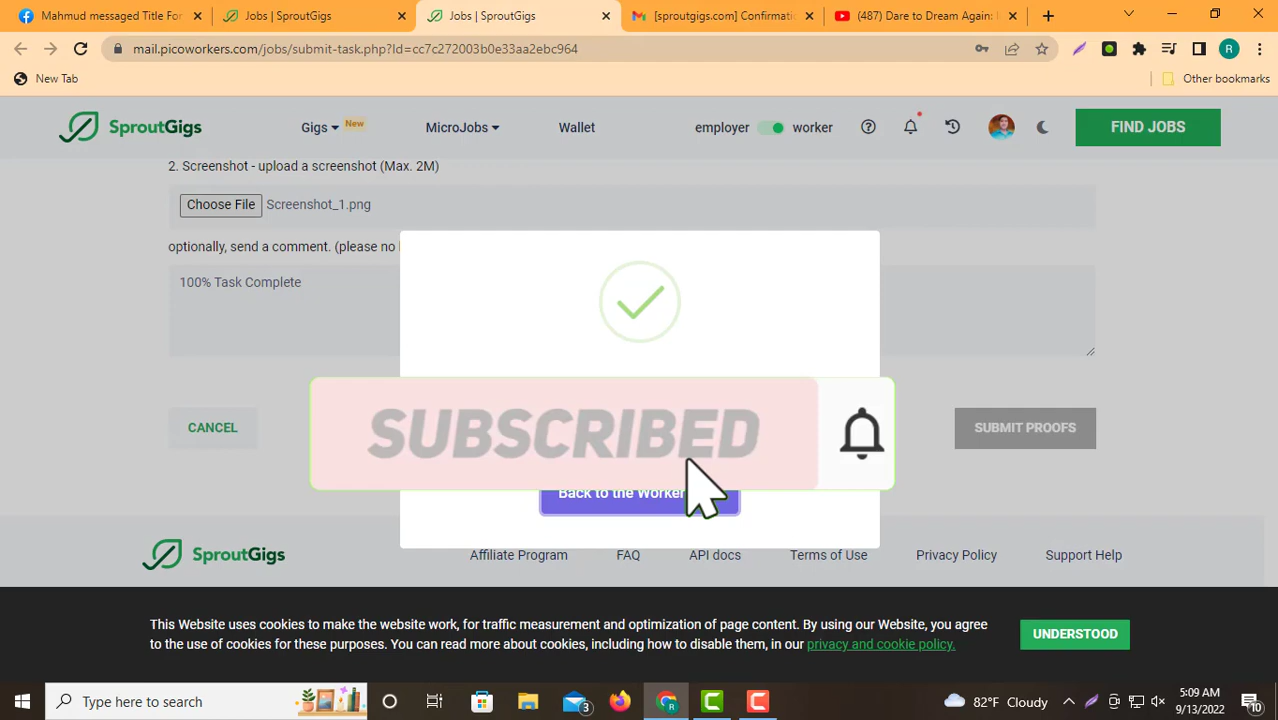 Mahmud messaged Title For
Jobs | SproutGigs
Jobs | SproutGigs
[sproutgigs.com] Confirmatio
(487) Dare to Dream Again:
mail.picoworkers.com/jobs/submit-task.php?Id=cc7c272003b0e33aa2ebc964
R
New Tab
Other bookmarks
SproutGigs
Gigs
New
MicroJobs
Wallet
employer
worker
FIND JOBS
2. Screenshot - upload a screenshot (Max. 2M)
Choose File Screenshot_1.png
optionally, send a comment. (please no
100% Task Complete
SUBSCRIBED
CANCEL
SUBMIT PROOFS
Back to the Worker
SproutGigs
Affiliate Program
FAQ
API docs
Terms of Use
Privacy Policy
Support Help
This Website uses cookies to make the website work, for traffic measurement and optimization of page content. By using our Website, you agree
to the use of cookies for these purposes. You can read more about cookies, including how to disable them, in our privacy and cookie policy.
UNDERSTOOD
Type here to search
3
R
82°F Cloudy
5:09 AM
9/13/2022
10